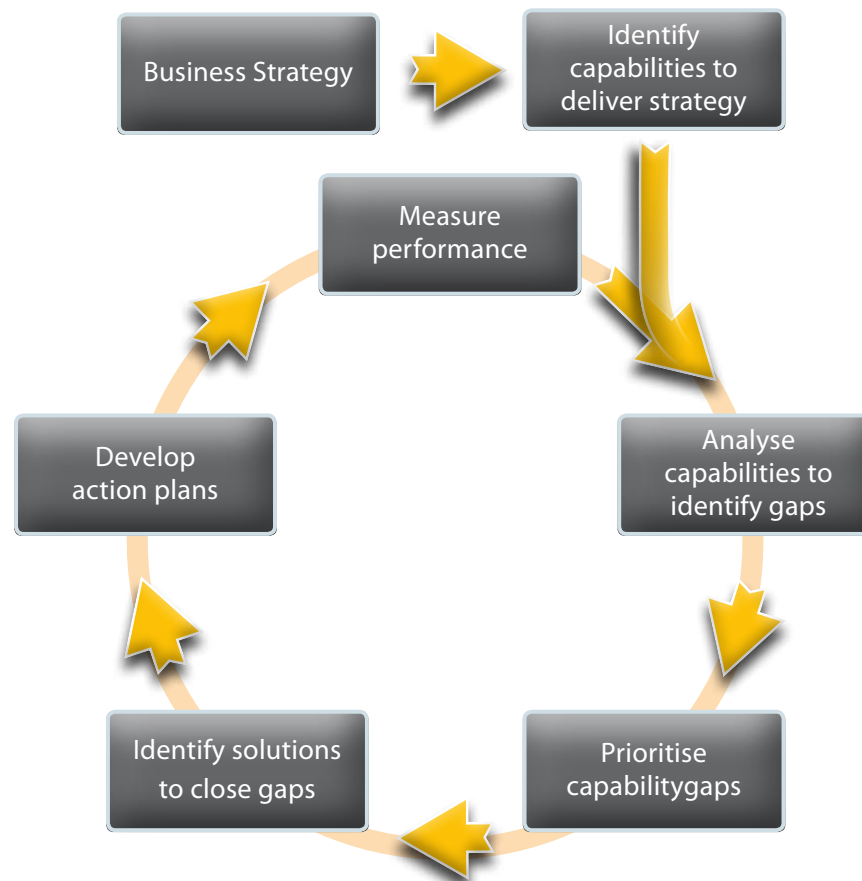 Business Strategy
Identify
capabilities to
deliver strategy
Measure
performance
Analyse
capabilities to
identify gaps
Prioritise
capabilitygaps
Identify solutions
to close gaps
Develop
action plans